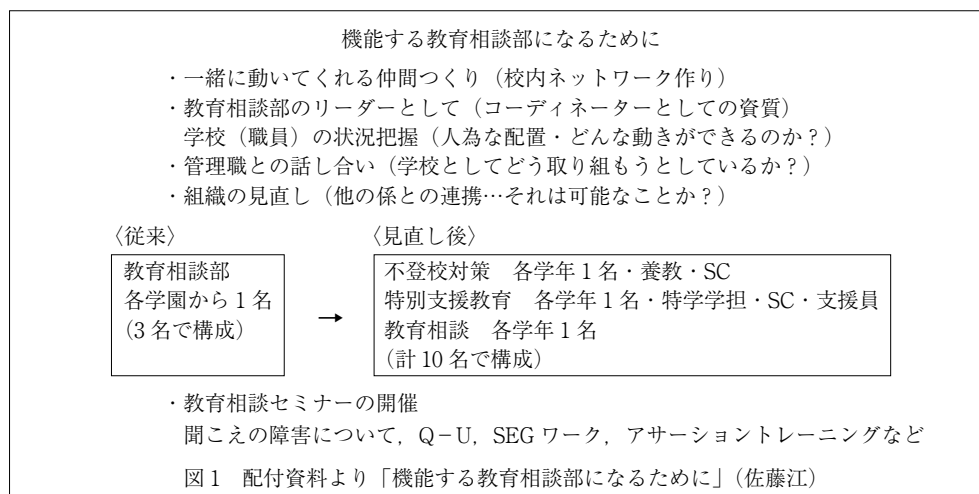 機能する教育相談部になるために
・一緒に動いてくれる仲間つくり（校内ネットワーク作り）
・教育相談部のリーダーとして（コーディネーターとしての資質）
学校（職員）の状況把握（人為な配置・どんな動きができるのか？）
・管理職との話し合い（学校としてどう取り組もうとしているか？）
・組織の見直し（他の係との連携…それは可能なことか？）
〈従来〉
教育相談部
各学園から1名
（3名で構成）
→
〈見直し後〉
不登校対策　各学年1名・養教・SC
特別支援教育　各学年1名・特学学担・SC・支援員
教育相談　各学年1名
（計10名で構成）
・教育相談セミナーの開催
聞こえの障害について，Q－U，SEGワーク，アサーショントレーニングなど
図1　配付資料より「機能する教育相談部になるために」（佐藤江）